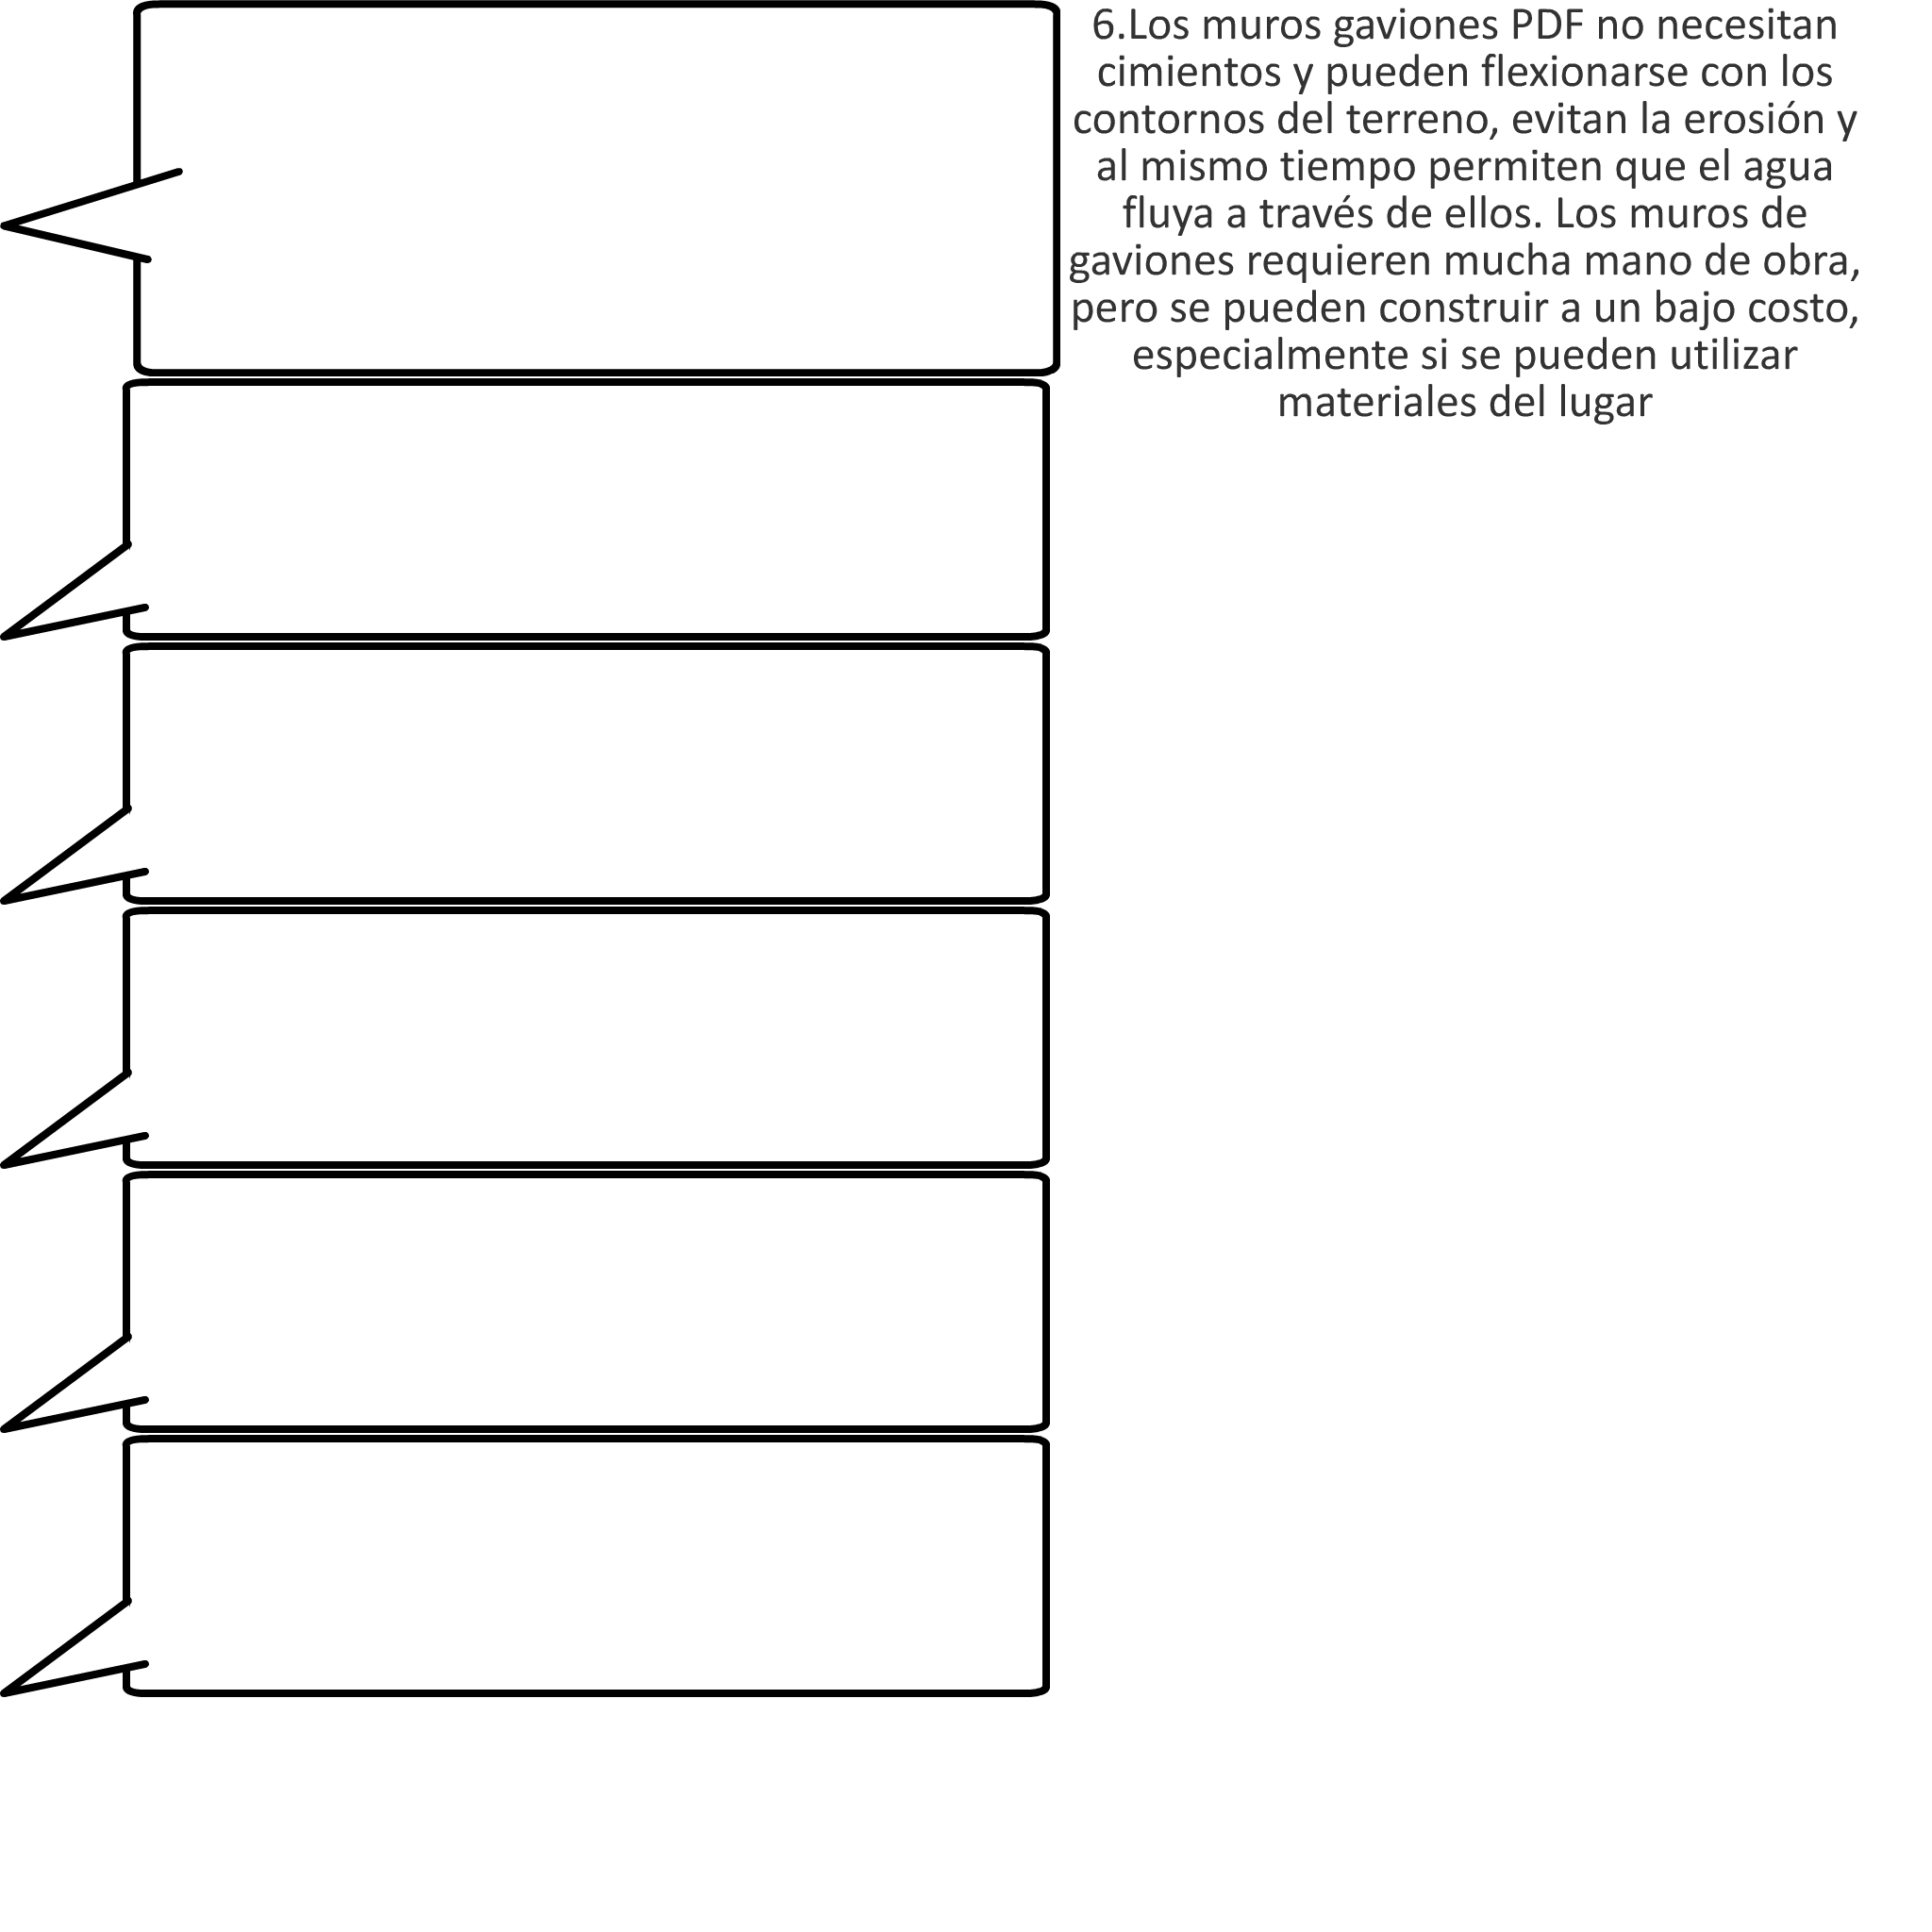 6.Los muros gaviones PDF no necesitan
cimientos y pueden flexionarse con los
contornos del terreno, evitan la erosión y
al mismo tiempo permiten que el agua
fluya a través de ellos. Los muros de
gaviones requieren mucha mano de obra,
pero se pueden construir a un bajo costo,
especialmente si se pueden utilizar
materiales del lugar